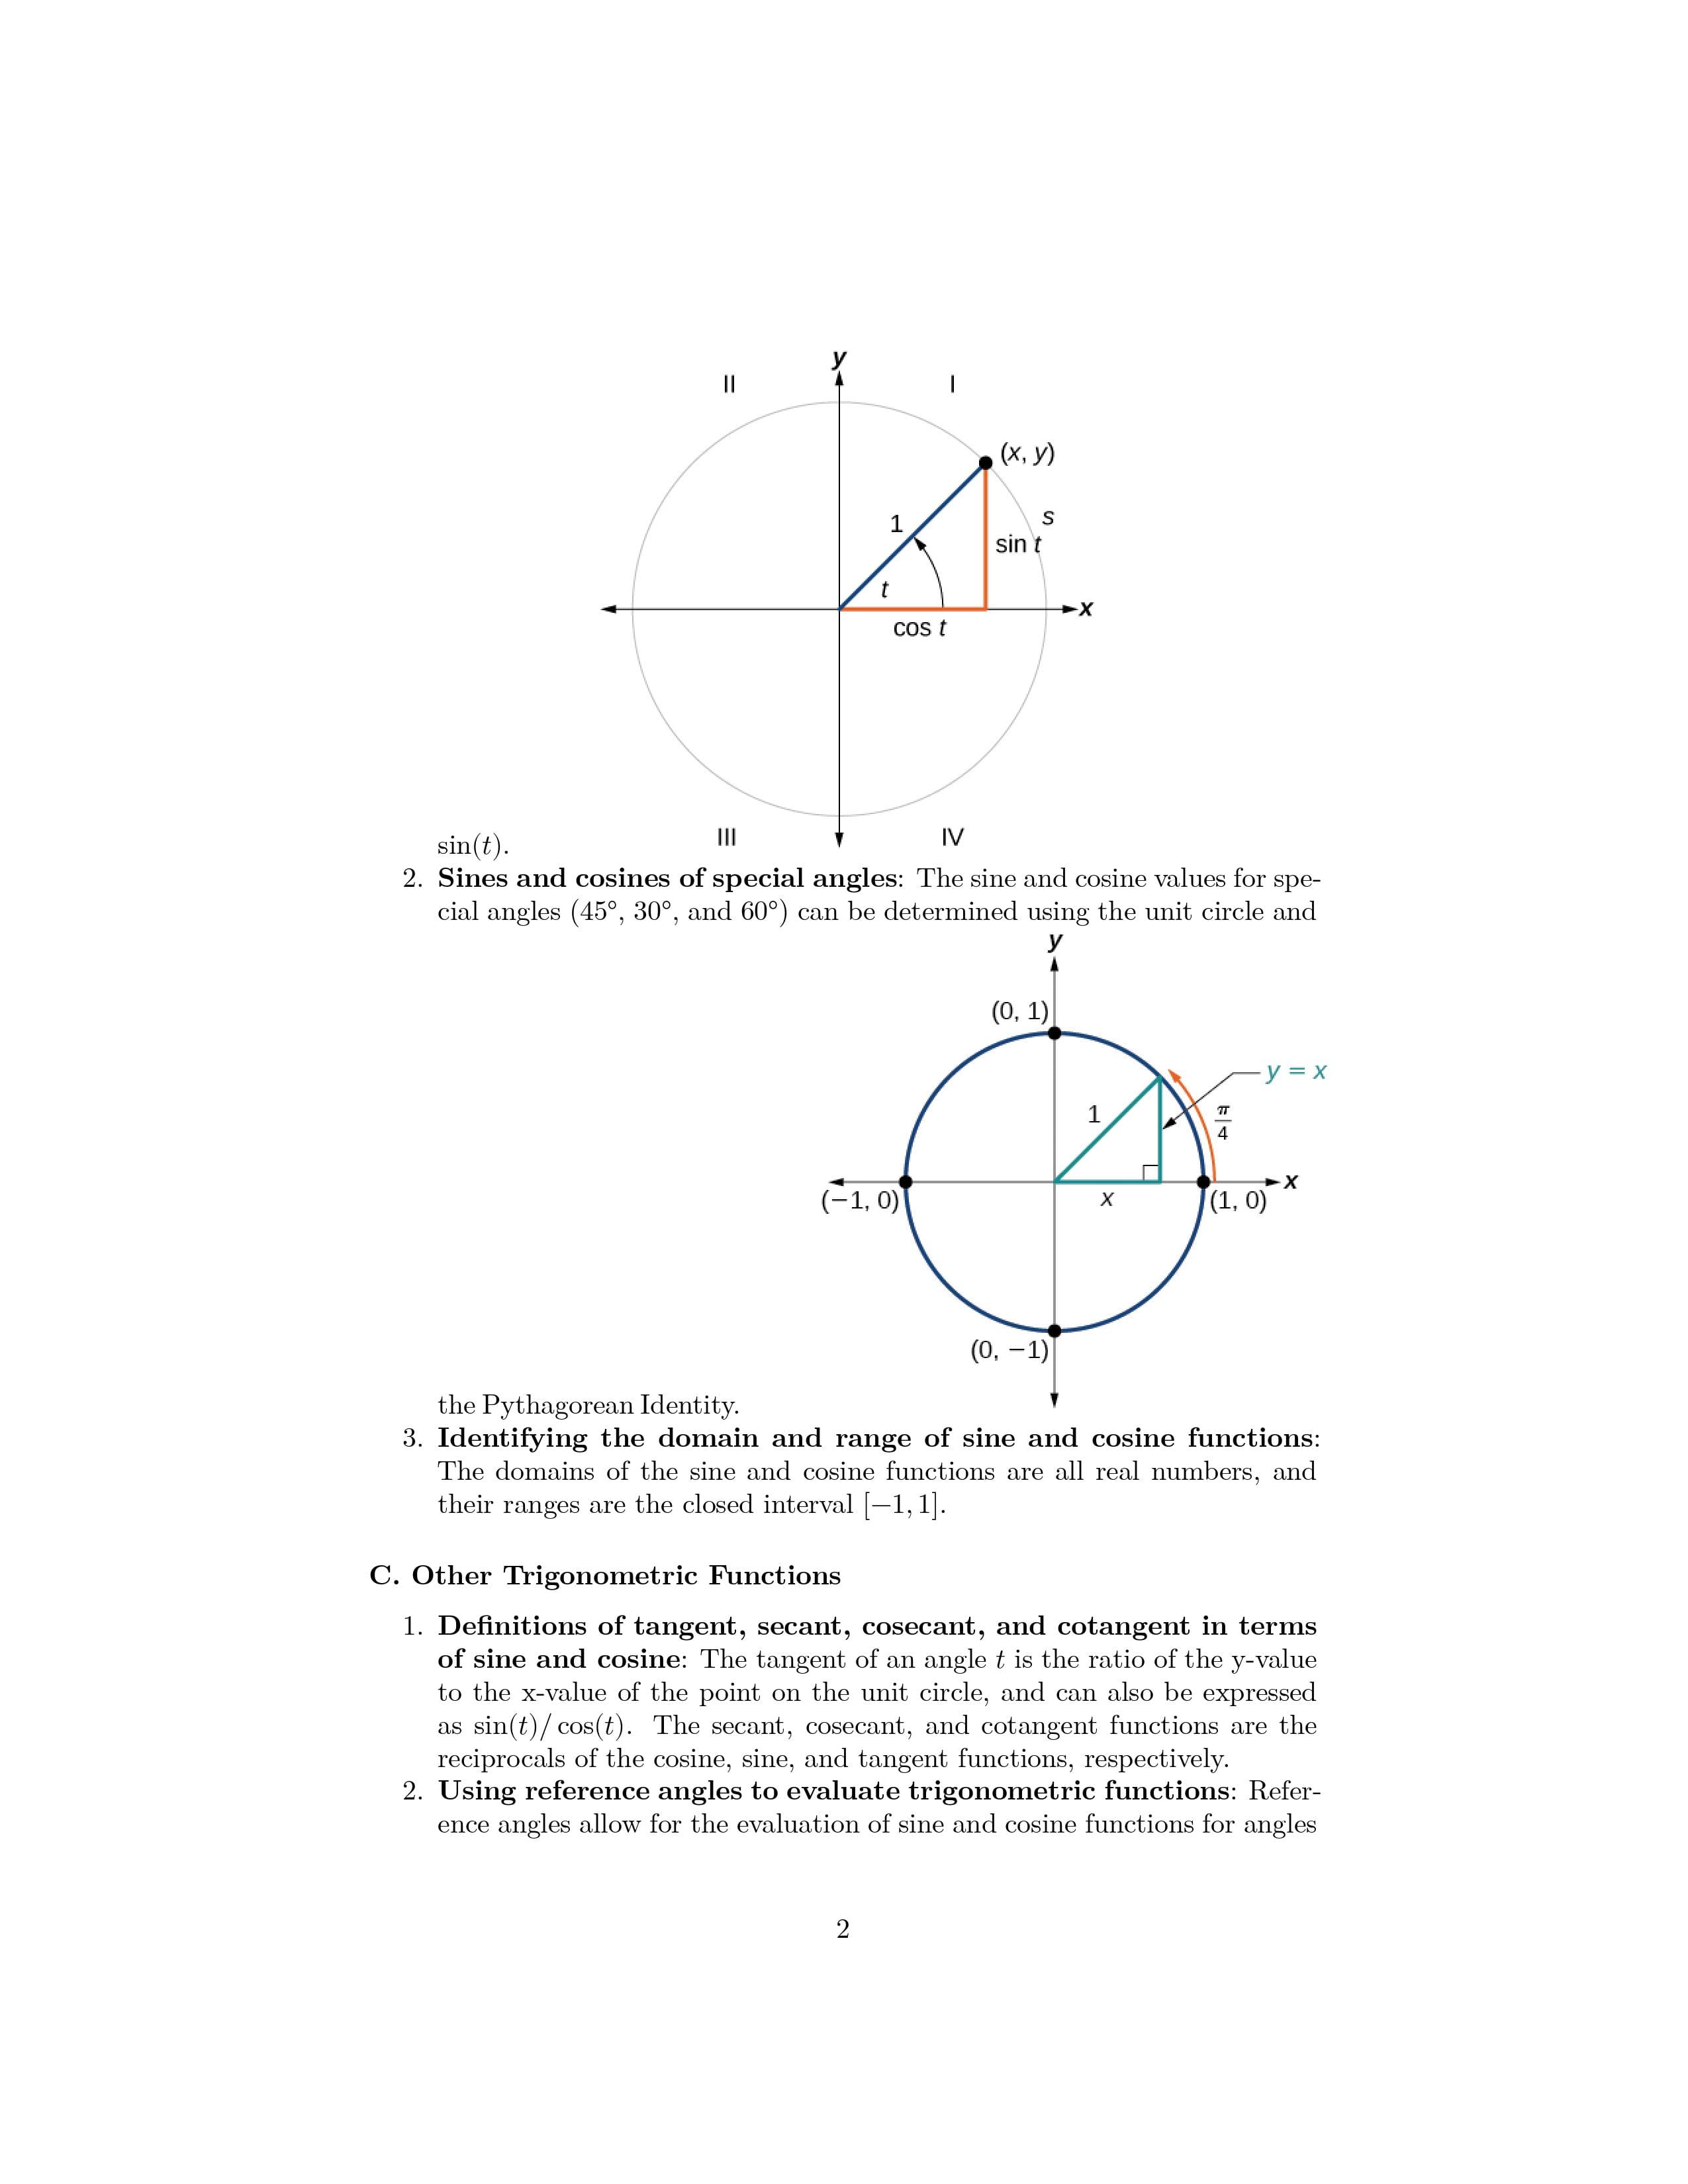 y
II
I
(x, y)
s
1
sin t
t
x
cos t
sin(t).
III
IV
2. Sines and cosines of special angles: The sine and cosine values for spe-
cial angles (45°, 30°, and 60°) can be determined using the unit circle and
y
(0, 1)
y = x
1
π
4
x
(−1, 0)
x
(1, 0)
(0, −1)
the Pythagorean Identity.
3. Identifying the domain and range of sine and cosine functions:
The domains of the sine and cosine functions are all real numbers, and
their ranges are the closed interval [−1, 1].
C. Other Trigonometric Functions
1. Definitions of tangent, secant, cosecant, and cotangent in terms
of sine and cosine: The tangent of an angle t is the ratio of the y-value
to the x-value of the point on the unit circle, and can also be expressed
as sin(t)/ cos(t). The secant, cosecant, and cotangent functions are the
reciprocals of the cosine, sine, and tangent functions, respectively.
2. Using reference angles to evaluate trigonometric functions: Refer-
ence angles allow for the evaluation of sine and cosine functions for angles
2